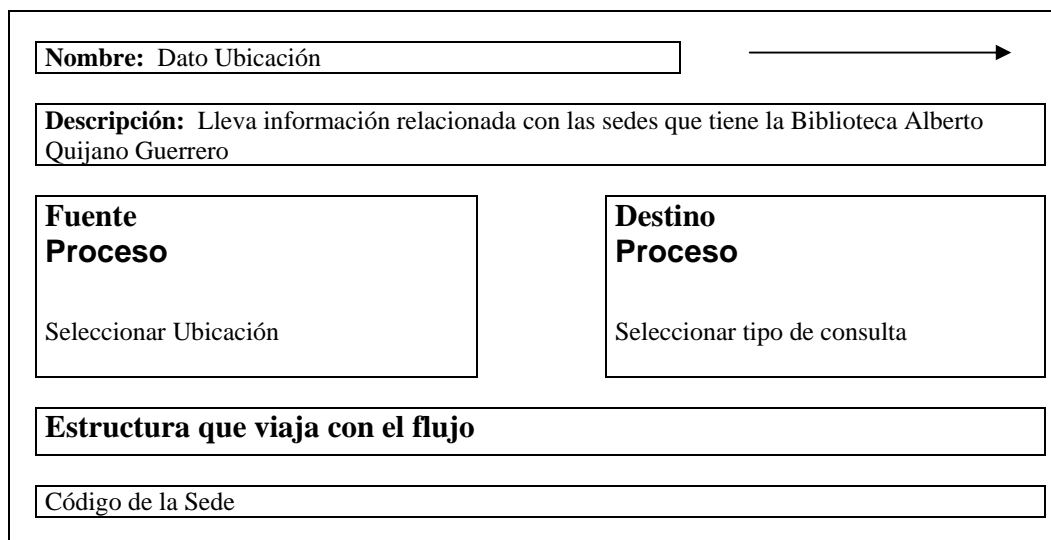 Nombre: Dato Ubicación
Descripción: Lleva información relacionada con las sedes que tiene la Biblioteca Alberto
Quijano Guerrero
Fuente
Proceso
Seleccionar Ubicación
Destino
Proceso
Seleccionar tipo de consulta
Estructura que viaja con el flujo
Código de la Sede